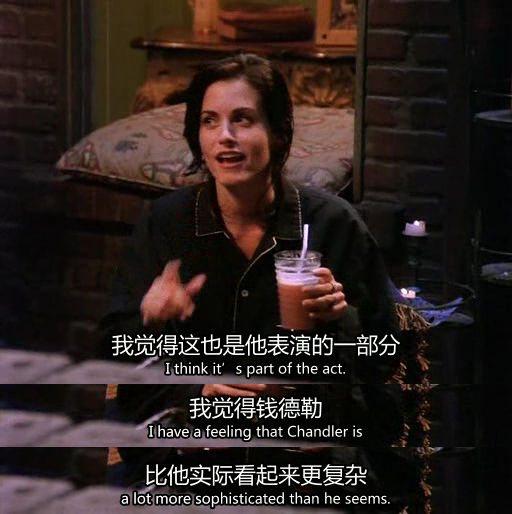 我觉得这也是他表演的一部分
I think it's part of the act.
我觉得钱德勒
I have a feeling that Chandler is
比他实际看起来更复杂
a lot more sophisticated than he seems.